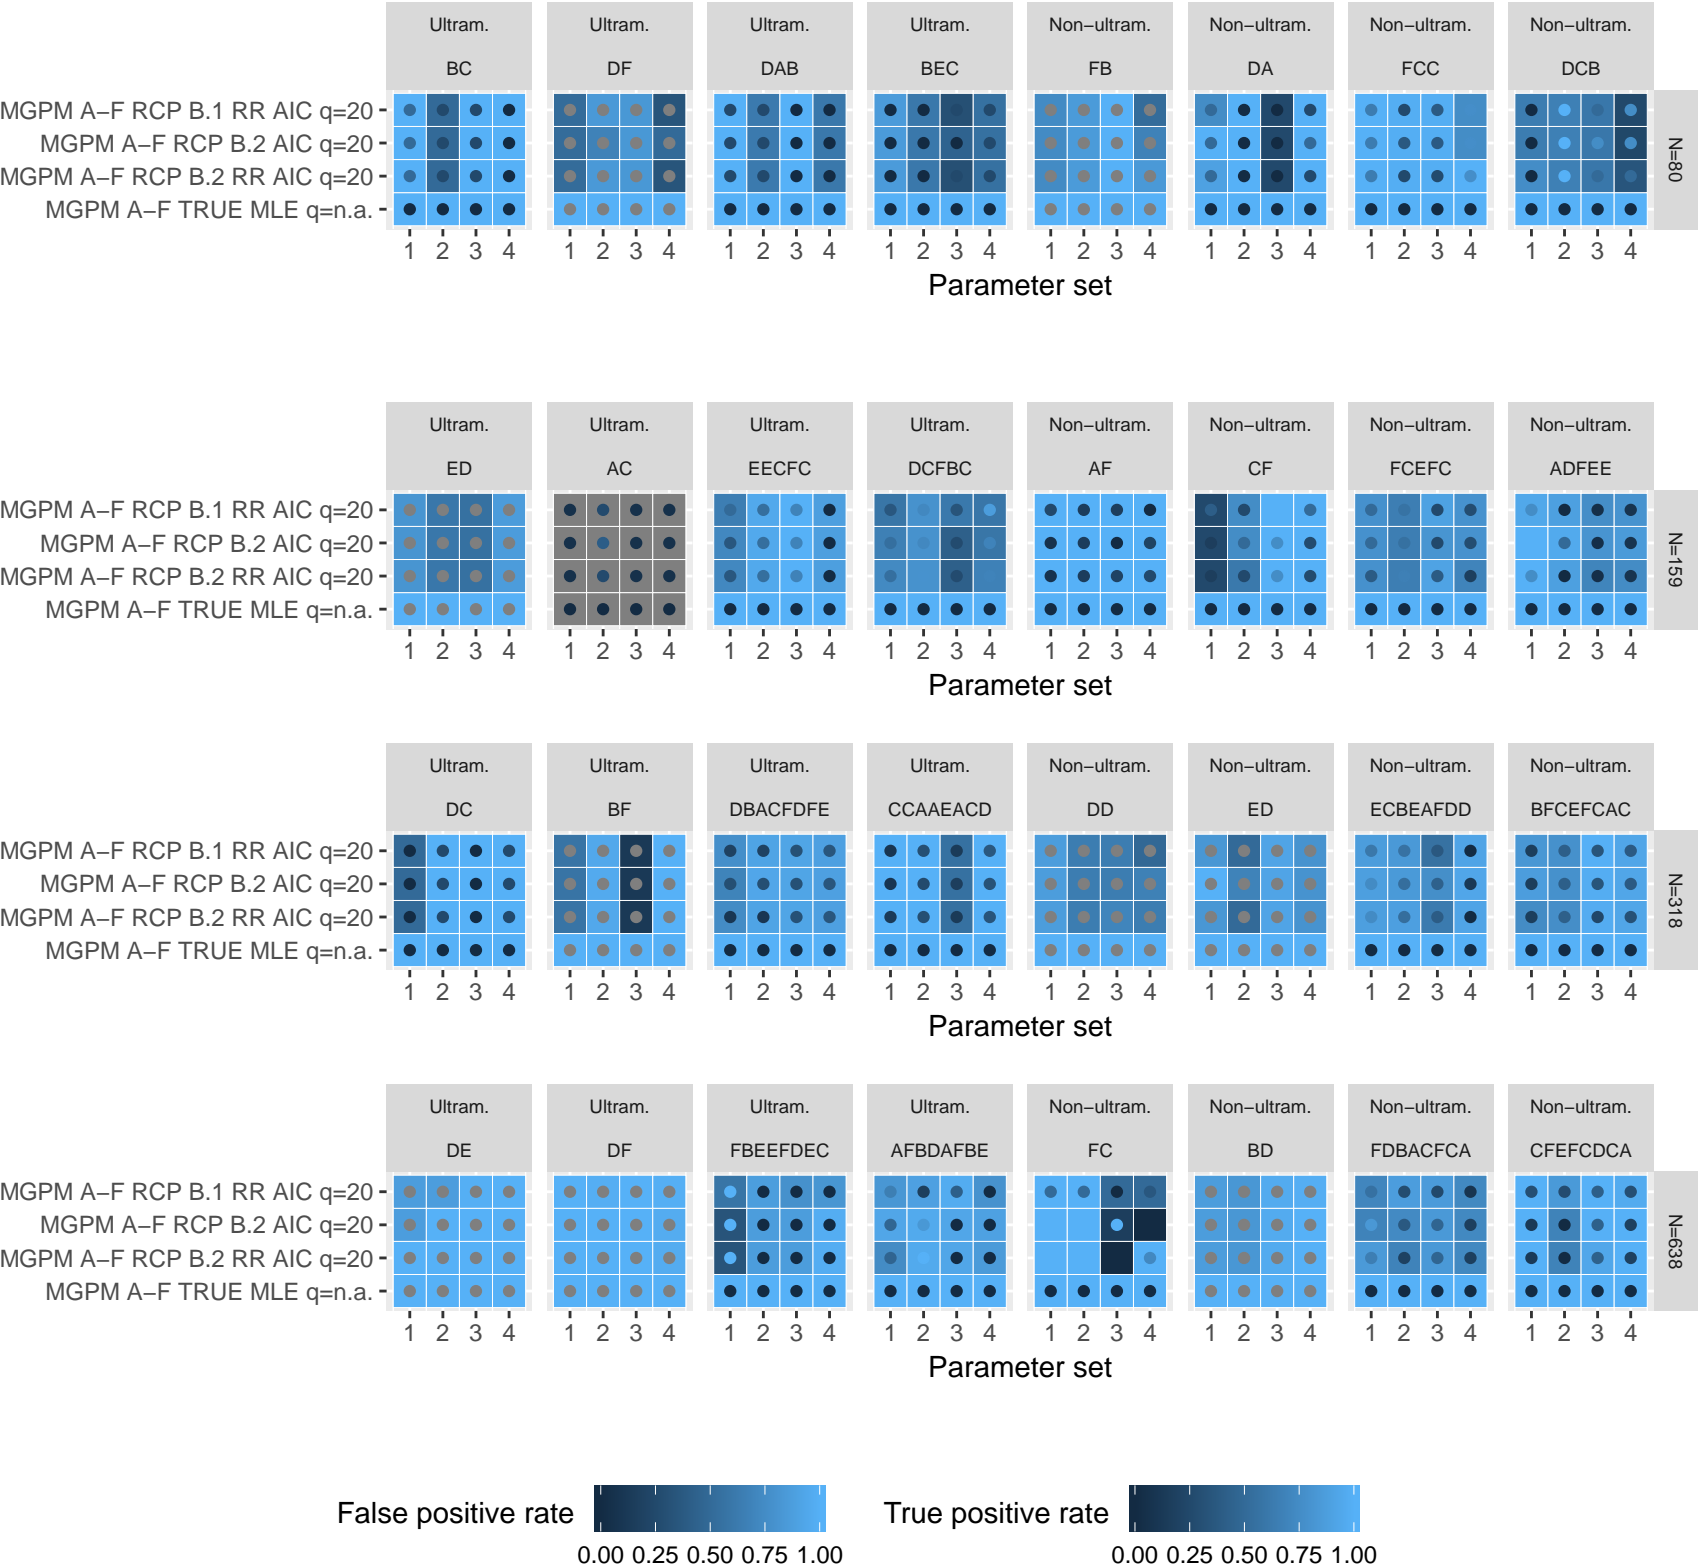 Ultram. Ultram. Ultram. Ultram. Non−ultram. Non−ultram. Non−ultram. Non−ultram.
BC DF DAB BEC FB DA FCC DCB
MGPM A−F RCP B.1 RR AIC q=20
MGPM A−F RCP B.2 AIC q=20
MGPM A−F RCP B.2 RR AIC q=20
MGPM A−F TRUE MLE q=n.a.
N=80
1 2 3 4 1 2 3 4 1 2 3 4 1 2 3 4 1 2 3 4 1 2 3 4 1 2 3 4 1 2 3 4
Parameter set
Ultram. Ultram. Ultram. Ultram. Non−ultram. Non−ultram. Non−ultram. Non−ultram.
ED AC EECFC DCFBC AF CF FCEFC ADFEE
MGPM A−F RCP B.1 RR AIC q=20
MGPM A−F RCP B.2 AIC q=20
MGPM A−F RCP B.2 RR AIC q=20
MGPM A−F TRUE MLE q=n.a.
N=159
1 2 3 4 1 2 3 4 1 2 3 4 1 2 3 4 1 2 3 4 1 2 3 4 1 2 3 4 1 2 3 4
Parameter set
Ultram. Ultram. Ultram. Ultram. Non−ultram. Non−ultram. Non−ultram. Non−ultram.
DC BF DBACFDFE CCAAEACD DD ED ECBEAFDD BFCEFCAC
MGPM A−F RCP B.1 RR AIC q=20
MGPM A−F RCP B.2 AIC q=20
MGPM A−F RCP B.2 RR AIC q=20
MGPM A−F TRUE MLE q=n.a.
N=318
1 2 3 4 1 2 3 4 1 2 3 4 1 2 3 4 1 2 3 4 1 2 3 4 1 2 3 4 1 2 3 4
Parameter set
Ultram. Ultram. Ultram. Ultram. Non−ultram. Non−ultram. Non−ultram. Non−ultram.
DE DF FBEEFDEC AFBDAFBE FC BD FDBACFCA CFEFCDCA
MGPM A−F RCP B.1 RR AIC q=20
MGPM A−F RCP B.2 AIC q=20
MGPM A−F RCP B.2 RR AIC q=20
MGPM A−F TRUE MLE q=n.a.
N=638
1 2 3 4 1 2 3 4 1 2 3 4 1 2 3 4 1 2 3 4 1 2 3 4 1 2 3 4 1 2 3 4
Parameter set
False positive rate
0.00 0.25 0.50 0.75 1.00
True positive rate
0.00 0.25 0.50 0.75 1.00